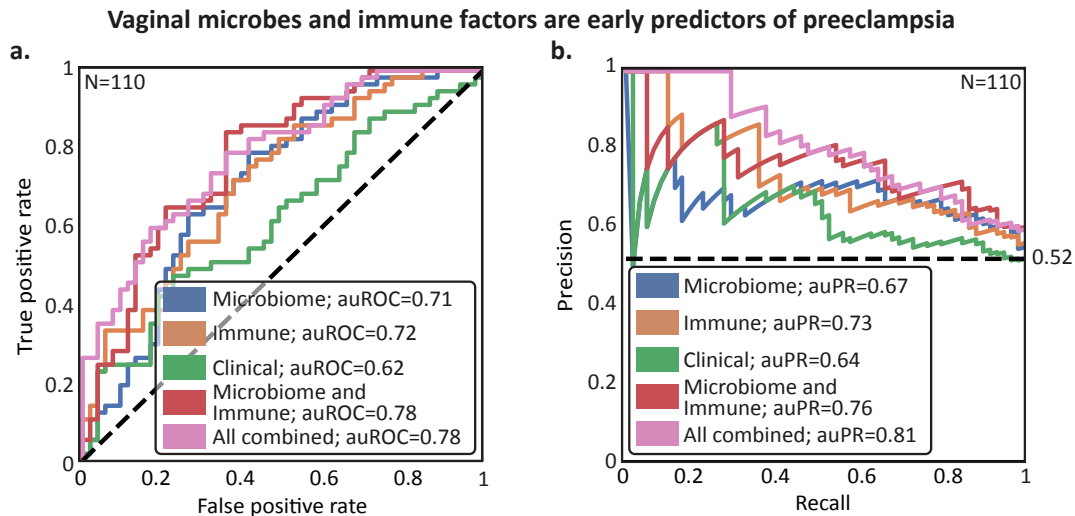 Vaginal microbes and immune factors are early predictors of preeclampsia
a.
N=110
1
0.8
0.6
0.4
0.2
0
True positive rate
Microbiome; auROC=0.71
Immune; auROC=0.72
Clinical; auROC=0.62
Microbiome and
Immune; auROC=0.78
All combined; auROC=0.78
0
0.2
0.4
0.6
0.8
1
False positive rate
b.
N=110
1
0.8
0.6
0.4
0.2
0
Precision
0.52
Microbiome; auPR=0.67
Immune; auPR=0.73
Clinical; auPR=0.64
Microbiome and
Immune; auPR=0.76
All combined; auPR=0.81
0
0.2
0.4
0.6
0.8
1
Recall